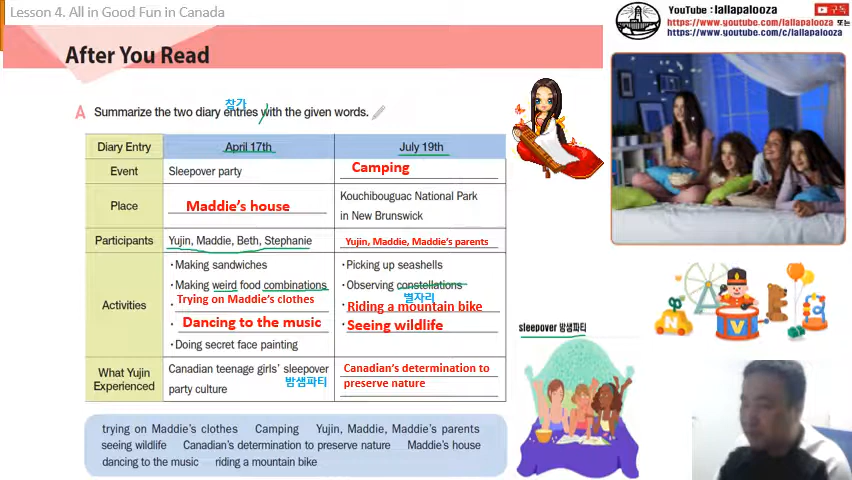 Lesson 4. All in Good Fun in Canada
YouTube : lallapalooza
구독
https://www.youtube.com/lallapalooza 또는
https://www.youtube.com/c/lallapalooza
After You Read
참가
A Summarize the two diary entries with the given words.
Diary Entry April 17th July 19th
Event Sleepover party Camping
Place Maddie's house Kouchibouguac National Park
in New Brunswick
Participants Yujin, Maddie, Beth, Stephanie Yujin, Maddie, Maddie's parents
Activities
·Making sandwiches
·Making weird food combinations
·Trying on Maddie's clothes
· Dancing to the music
·Doing secret face painting
·Picking up seashells
·Observing constellations
별자리
·Riding a mountain bike
·Seeing wildlife
What Yujin
Experienced
Canadian teenage girls' sleepover
party culture 밤샘파티
Canadian's determination to
preserve nature
sleepover 밤샘파티
trying on Maddie's clothes Camping Yujin, Maddie, Maddie's parents
seeing wildlife Canadian's determination to preserve nature Maddie's house
dancing to the music riding a mountain bike
N A V E R